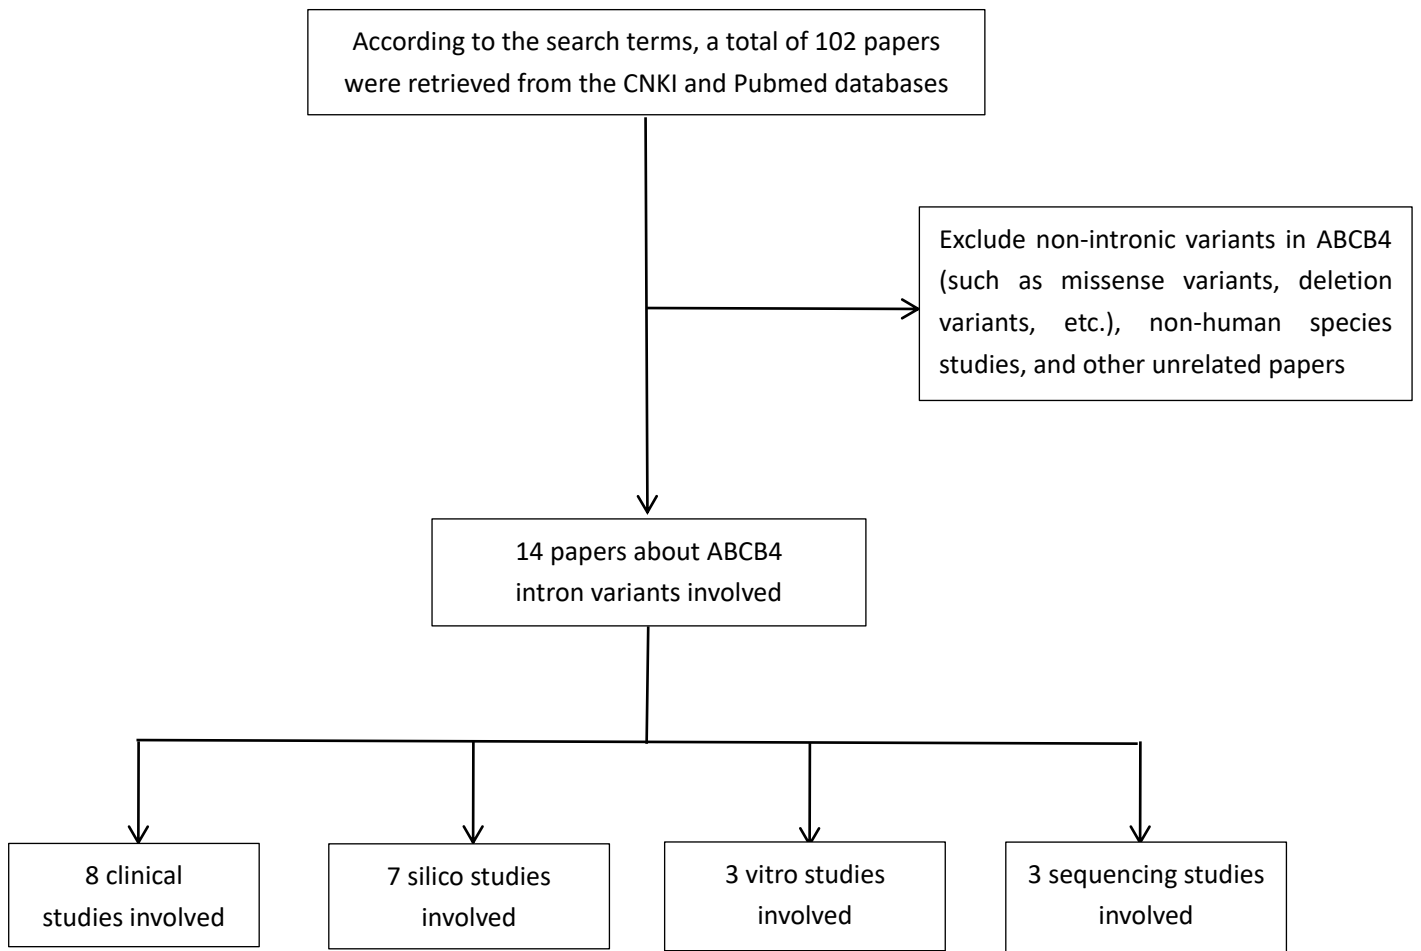 According to the search terms, a total of 102 papers
were retrieved from the CNKI and Pubmed databases
Exclude non-intronic variants in ABCB4
(such as missense variants, deletion
variants, etc.), non-human species
studies, and other unrelated papers
14 papers about ABCB4
intron variants involved
8 clinical
studies involved
7 silico studies
involved
3 vitro studies
involved
3 sequencing studies
involved